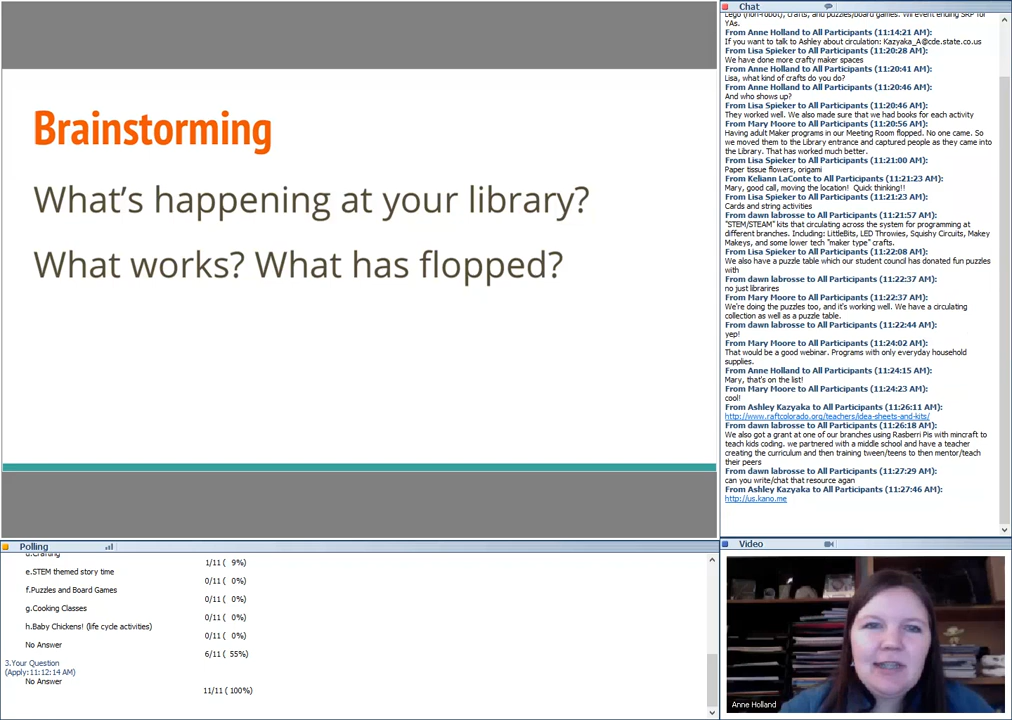 Brainstorming
What's happening at your library?
What works? What has flopped?
Chat
Lego (non-robot), crafts, and puzzles/board games. Will event ending SRP for
YAs.
From Anne Holland to All Participants (11:14:21 AM):
If you want to talk to Ashley about circulation: Kazyaka_A@cde.state.co.us
From Lisa Spieker to All Participants (11:20:28 AM):
We have done more crafty maker spaces
From Anne Holland to All Participants (11:20:41 AM):
Lisa, what kind of crafts do you do?
From Anne Holland to All Participants (11:20:46 AM):
And who shows up?
From Lisa Spieker to All Participants (11:20:46 AM):
They worked well. We also made sure that we had books for each activity
From Mary Moore to All Participants (11:20:56 AM):
Having adult Maker programs in our Meeting Room flopped. No one came. So
we moved them to the Library entrance and captured people as they came into
the Library. That has worked much better.
From Lisa Spieker to All Participants (11:21:00 AM):
Paper tissue flowers, origami
From Keliann LaConte to All Participants (11:21:23 AM):
Mary, good call, moving the location! Quick thinking!!
From Lisa Spieker to All Participants (11:21:23 AM):
Cards and string activities
From dawn labrosse to All Participants (11:21:57 AM):
"STEM/STEAM" kits that circulating across the system for programming at
different branches. Including: LittleBits, LED Throwies, Squishy Circuits, Makey
Makeys, and some lower tech "maker type" crafts.
From Lisa Spieker to All Participants (11:22:08 AM):
We also have a puzzle table which our student council has donated fun puzzles
with
From dawn labrosse to All Participants (11:22:37 AM):
no just librarires
From Mary Moore to All Participants (11:22:37 AM):
We're doing the puzzles too, and it's working well. We have a circulating
collection as well as a puzzle table.
From dawn labrosse to All Participants (11:22:44 AM):
yep!
From Mary Moore to All Participants (11:24:02 AM):
That would be a good webinar. Programs with only everyday household
supplies.
From Anne Holland to All Participants (11:24:15 AM):
Mary, that's on the list!
From Mary Moore to All Participants (11:24:23 AM):
cool!
From Ashley Kazyaka to All Participants (11:26:11 AM):
http://www.raftcolorado.org/teachers/idea-sheets-and-kits/
From dawn labrosse to All Participants (11:26:18 AM):
We also got a grant at one of our branches using Rasberri Pis with mincraft to
teach kids coding. we partnered with a middle school and have a teacher
creating the curriculum and then training tween/teens to then mentor/teach
their peers
From dawn labrosse to All Participants (11:27:29 AM):
can you write/chat that resource agan
From Ashley Kazyaka to All Participants (11:27:46 AM):
http://us.kano.me
Polling
d.Crafting
1/11 ( 9%)
e.STEM themed story time
0/11 ( 0%)
f.Puzzles and Board Games
0/11 ( 0%)
g.Cooking Classes
0/11 ( 0%)
h.Baby Chickens! (life cycle activities)
0/11 ( 0%)
No Answer
6/11 ( 55%)
3.Your Question
(Apply:11:12:14 AM)
No Answer
11/11 ( 100%)
Video
Anne Holland